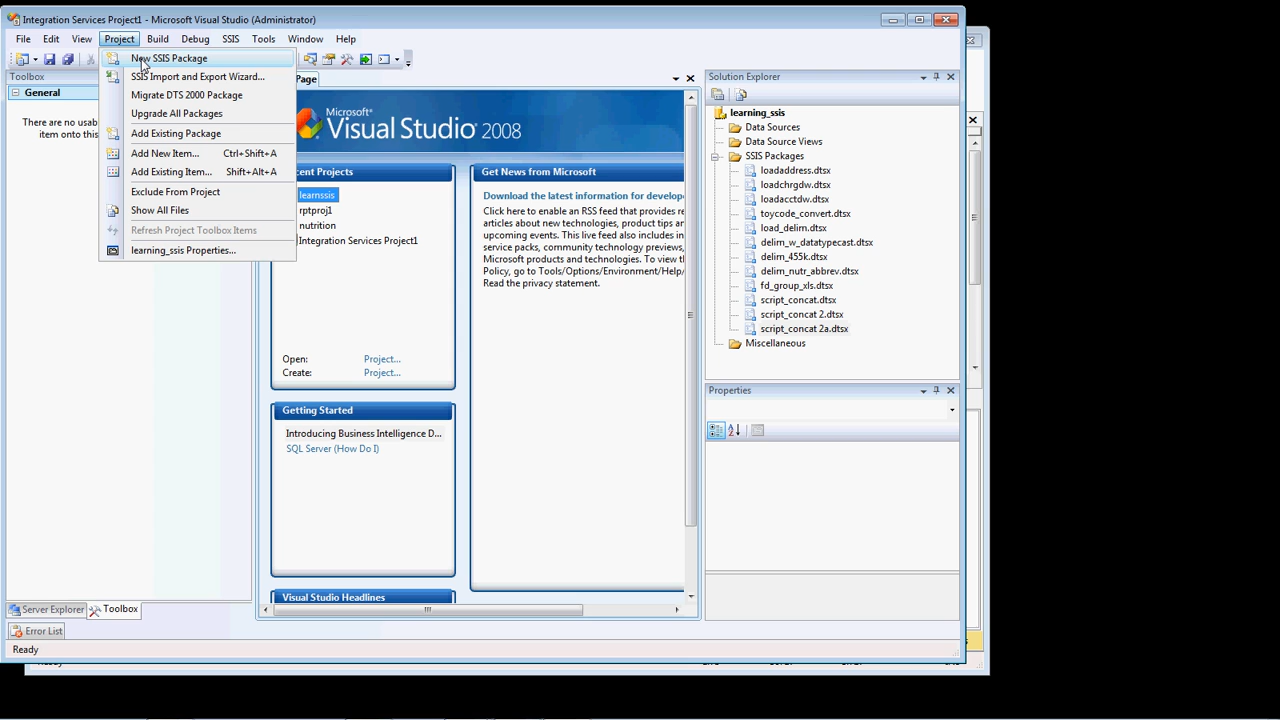 Integration Services Project1 - Microsoft Visual Studio (Administrator)
File Edit View Project Build Debug SSIS Tools Window Help
Toolbox
General
There are no usab
item onto this
New SSIS Package
SSIS Import and Export Wizard...
Migrate DTS 2000 Package
Upgrade All Packages
Add Existing Package
Add New Item... Ctrl+Shift+A
Add Existing Item... Shift+Alt+A
Exclude From Project
Show All Files
Refresh Project Toolbox Items
learning_ssis Properties...
Page
Microsoft®
Visual Studio® 2008
cent Projects
learnssis
rptproj1
nutrition
Integration Services Project1
Open: Project...
Create: Project...
Getting Started
Introducing Business Intelligence D...
SQL Server (How Do I)
Visual Studio Headlines
Get News from Microsoft
Download the latest information for develope
Click here to enable an RSS feed that provides re
articles about new technologies, product tips ar
upcoming events. This live feed also includes in
service packs, community technology previews,
Microsoft products and technologies. To view th
Policy, go to Tools/Options/Environment/Help/
Read the privacy statement.
Solution Explorer
learning_ssis
Data Sources
Data Source Views
SSIS Packages
loadaddress.dtsx
loadchrgdw.dtsx
loadacctdw.dtsx
toycode_convert.dtsx
load_delim.dtsx
delim_w_datatypecast.dtsx
delim_455k.dtsx
delim_nutr_abbrev.dtsx
fd_group_xls.dtsx
script_concat.dtsx
script_concat 2.dtsx
script_concat 2a.dtsx
Miscellaneous
Properties
Server Explorer Toolbox
Error List
Ready